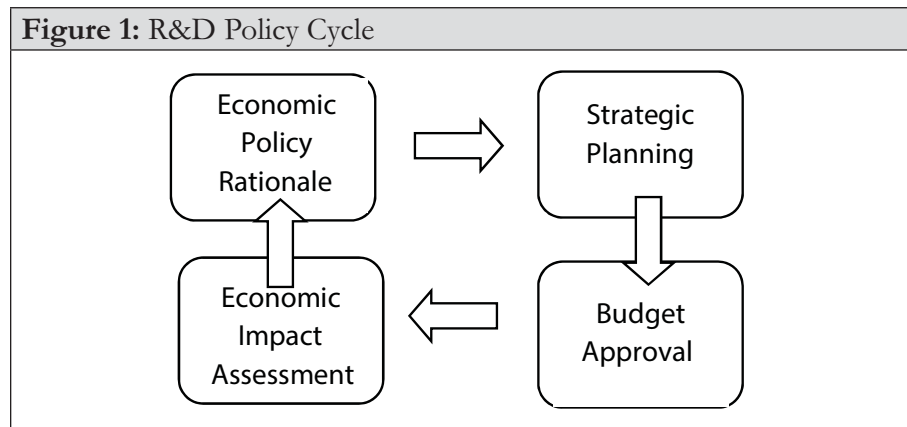 Figure 1: R&D Policy Cycle
Economic
Policy
Rationale
Strategic
Planning
Economic
Impact
Assessment
Budget
Approval